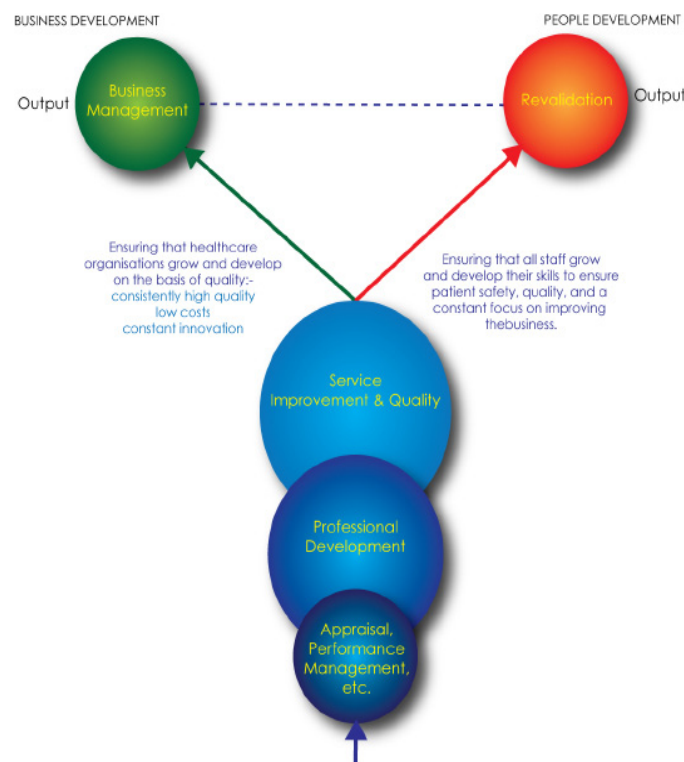 BUSINESS DEVELOPMENT
PEOPLE DEVELOPMENT
Business
Management
Output
Revalidation
Output
Ensuring that healthcare
organisations grow and develop
on the basis of quality:-
consistently high quality
low costs
constant innovation
Ensuring that all staff grow
and develop their skills to ensure
patient safety, quality, and a
constant focus on improving
thebusiness.
Service
Improvement & Quality
Professional
Development
Appraisal,
Performance
Management,
etc.